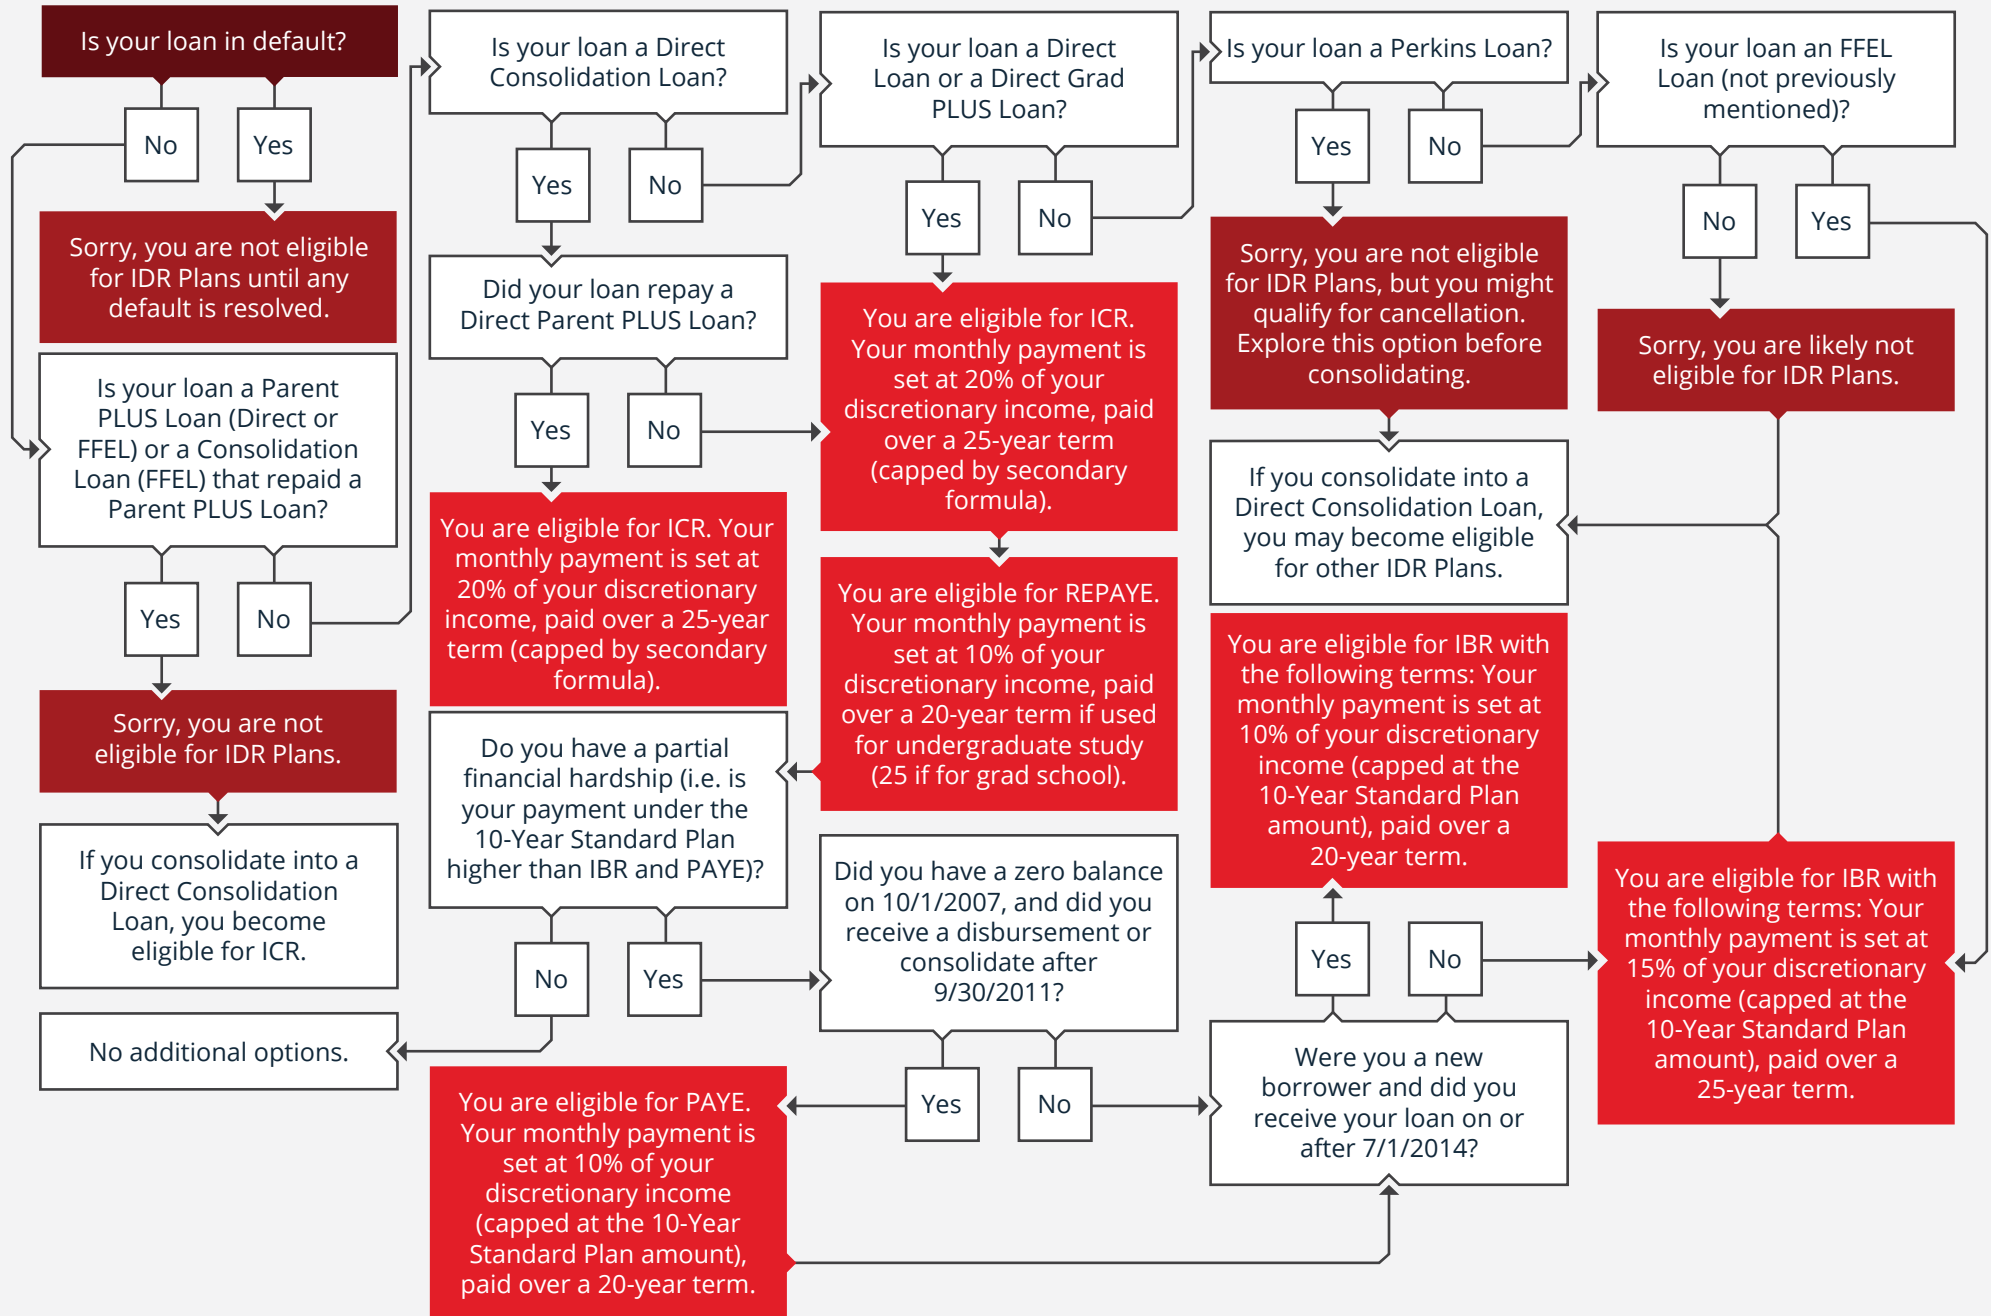 Is your loan in default?
No
Yes
Sorry, you are not eligible
for IDR Plans until any
default is resolved.
Is your loan a Parent
PLUS Loan (Direct or
FFEL) or a Consolidation
Loan (FFEL) that repaid a
Parent PLUS Loan?
Yes
No
Sorry, you are not
eligible for IDR Plans.
If you consolidate into a
Direct Consolidation
Loan, you become
eligible for ICR.
No additional options.
Is your loan a Direct
Consolidation Loan?
Yes
No
Did your loan repay a
Direct Parent PLUS Loan?
Yes
No
You are eligible for ICR. Your
monthly payment is set at
20% of your discretionary
income, paid over a 25-year
term (capped by secondary
formula).
Do you have a partial
financial hardship (i.e. is
your payment under the
10-Year Standard Plan
higher than IBR and PAYE)?
No
Yes
You are eligible for PAYE.
Your monthly payment is
set at 10% of your
discretionary income
(capped at the 10-Year
Standard Plan amount),
paid over a 20-year term.
Is your loan a Direct
Loan or a Direct Grad
PLUS Loan?
Yes
No
You are eligible for ICR.
Your monthly payment is
set at 20% of your
discretionary income, paid
over a 25-year term
(capped by secondary
formula).
You are eligible for REPAYE.
Your monthly payment is
set at 10% of your
discretionary income, paid
over a 20-year term if used
for undergraduate study
(25 if for grad school).
Did you have a zero balance
on 10/1/2007, and did you
receive a disbursement or
consolidate after
9/30/2011?
Yes
No
Is your loan a Perkins Loan?
Yes
No
Sorry, you are not eligible
for IDR Plans, but you might
qualify for cancellation.
Explore this option before
consolidating.
If you consolidate into a
Direct Consolidation Loan,
you may become eligible
for other IDR Plans.
You are eligible for IBR with
the following terms: Your
monthly payment is set at
10% of your discretionary
income (capped at the
10-Year Standard Plan
amount), paid over a
20-year term.
Yes
No
Were you a new
borrower and did you
receive your loan on or
after 7/1/2014?
Is your loan an FFEL
Loan (not previously
mentioned)?
No
Yes
Sorry, you are likely not
eligible for IDR Plans.
You are eligible for IBR with
the following terms: Your
monthly payment is set at
15% of your discretionary
income (capped at the
10-Year Standard Plan
amount), paid over a
25-year term.